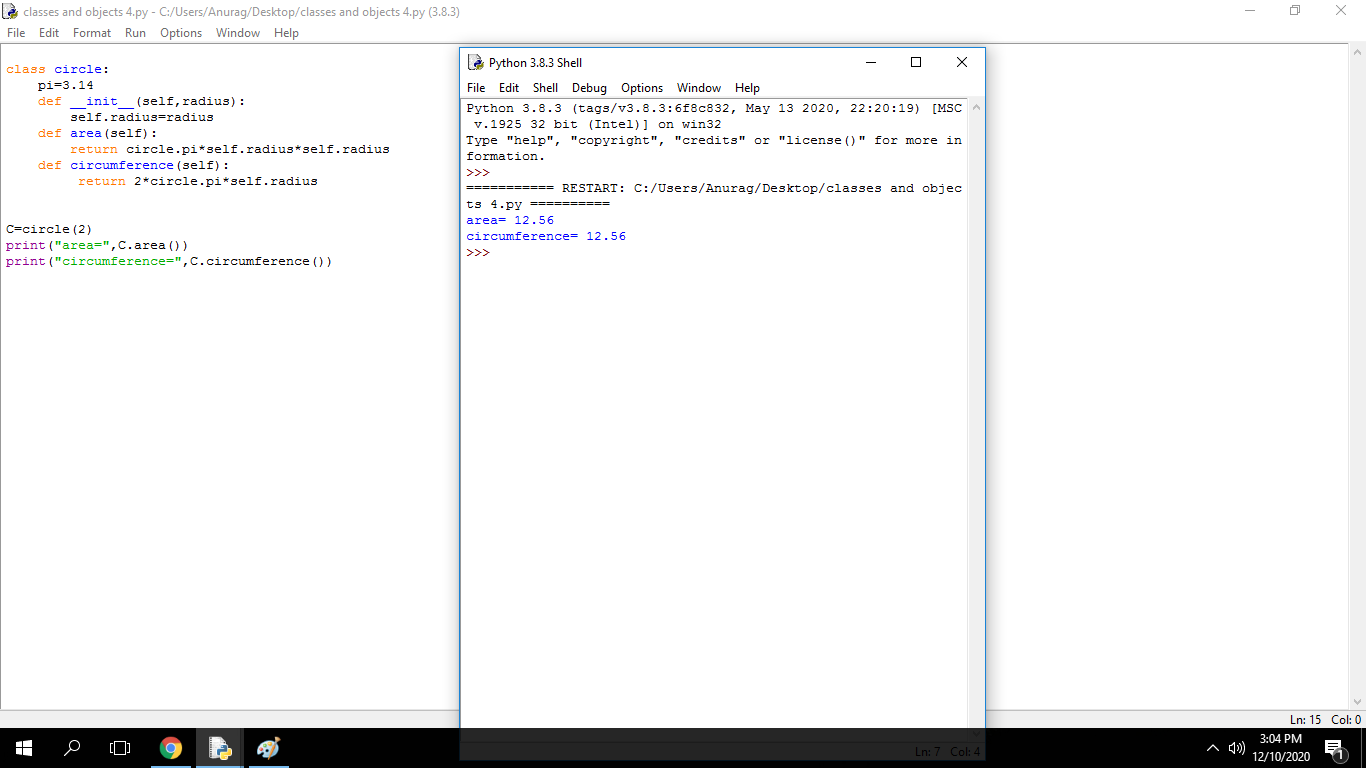 classes and objects 4.py - C:/Users/Anurag/Desktop/classes and objects 4.py (3.8.3)
File Edit Format Run Options Window Help
class circle:
    pi=3.14
    def __init__(self,radius):
        self.radius=radius
    def area(self):
        return circle.pi*self.radius*self.radius
    def circumference(self):
         return 2*circle.pi*self.radius
C=circle(2)
print("area=",C.area())
print("circumference=",C.circumference())
Python 3.8.3 Shell
File Edit Shell Debug Options Window Help
Python 3.8.3 (tags/v3.8.3:6f8c832, May 13 2020, 22:20:19) [MSC
 v.1925 32 bit (Intel)] on win32
Type "help", "copyright", "credits" or "license()" for more in
formation.
>>>
=========== RESTART: C:/Users/Anurag/Desktop/classes and objec
ts 4.py ==========
area= 12.56
circumference= 12.56
>>>
Ln: 15 Col: 0
Ln: 7 Col: 4
3:04 PM
12/10/2020
1